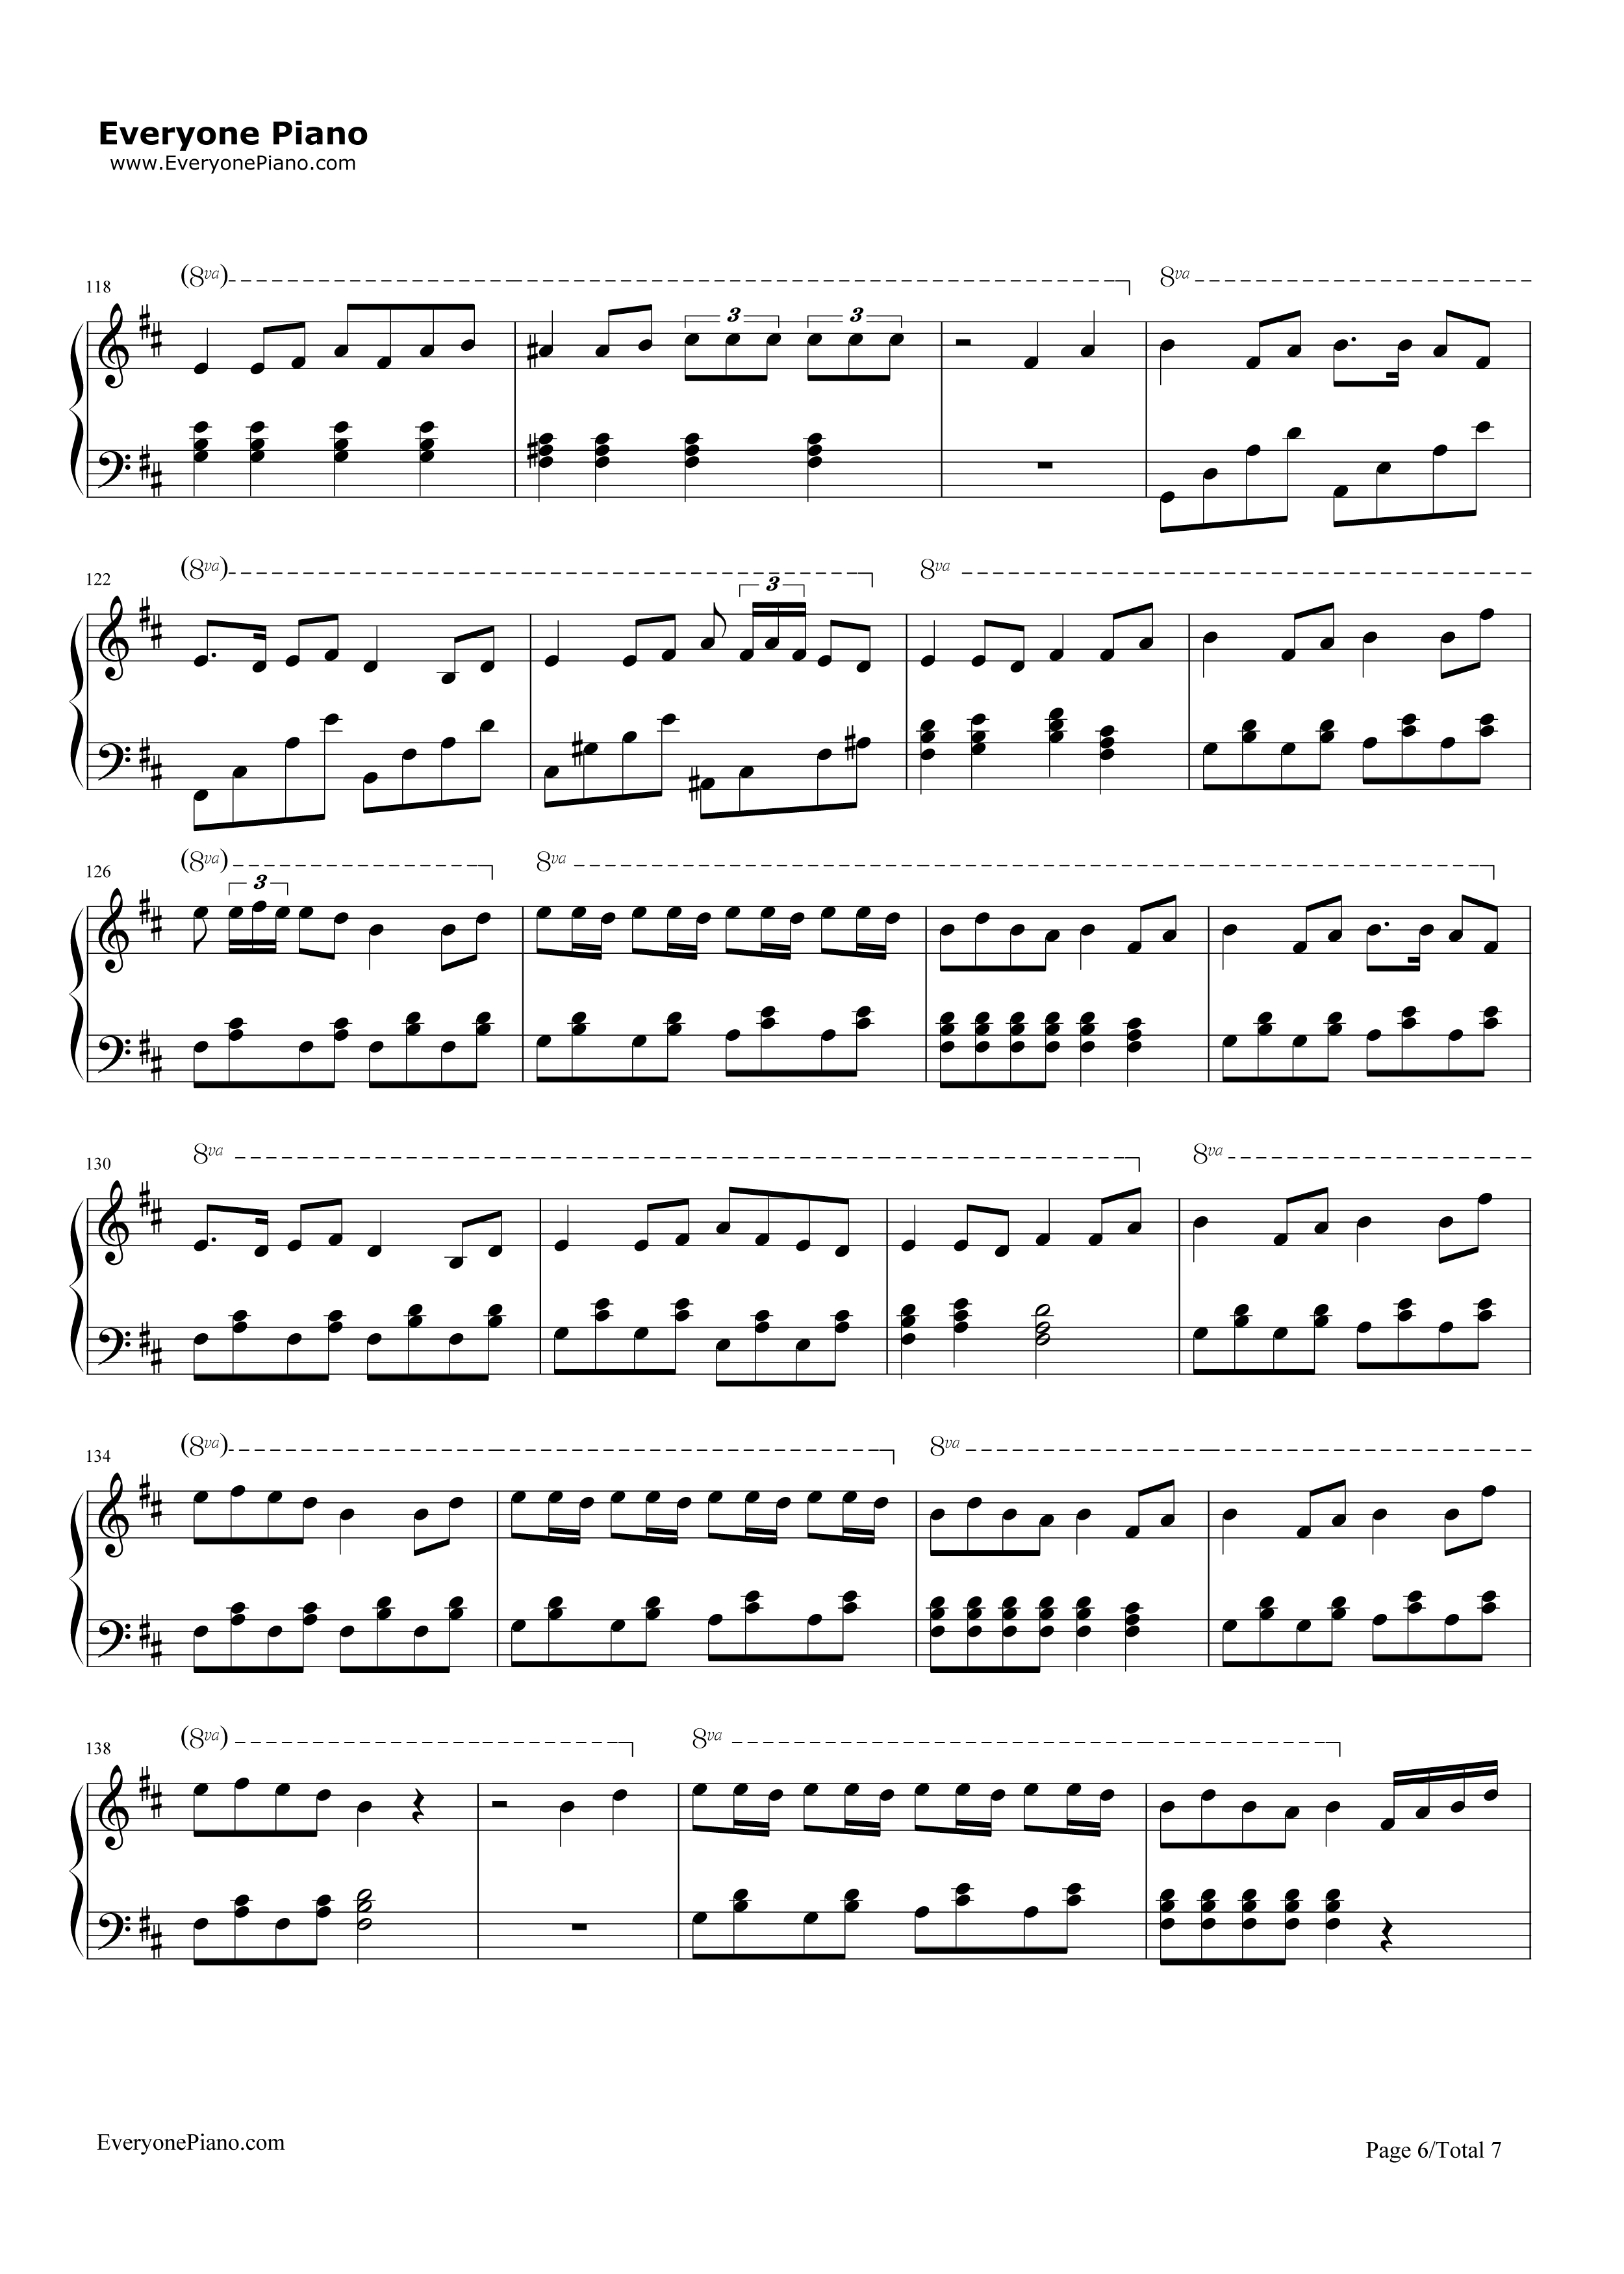 Everyone Piano
www.EveryonePiano.com
(8va)
8va
118
3
3
(8va)
8va
122
3
(8va)
8va
126
3
8va
8va
130
(8va)
8va
134
(8va)
8va
138
EveryonePiano.com
Page 6/Total 7